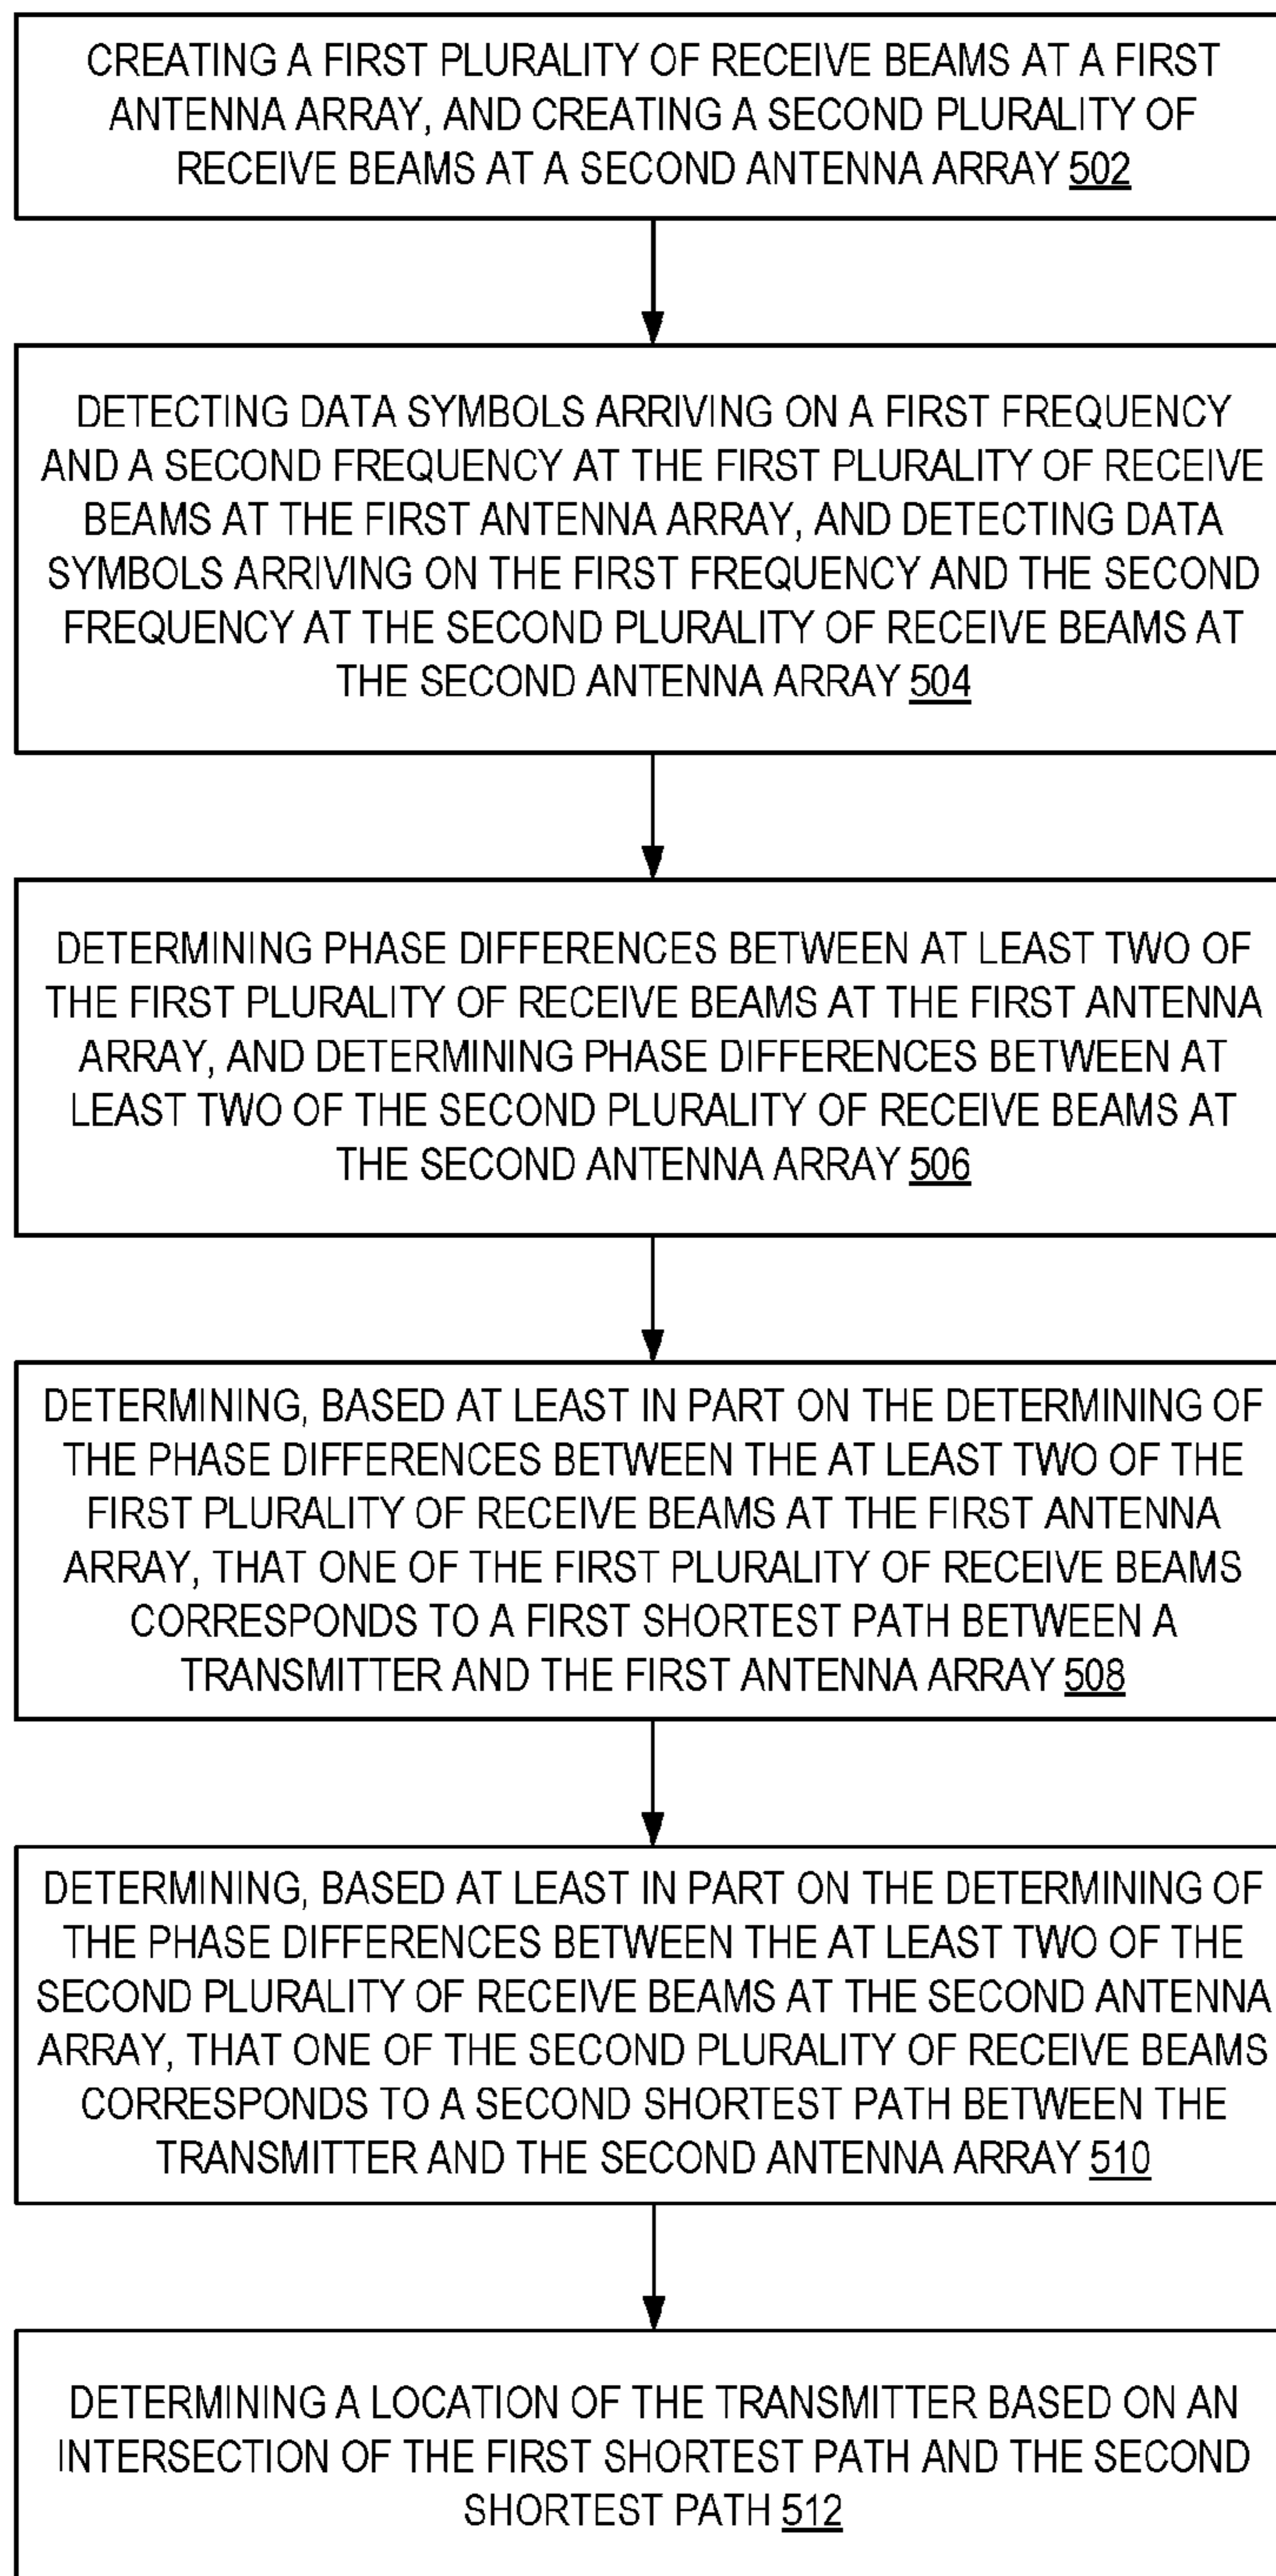 CREATING A FIRST PLURALITY OF RECEIVE BEAMS AT A FIRST
ANTENNA ARRAY, AND CREATING A SECOND PLURALITY OF
RECEIVE BEAMS AT A SECOND ANTENNA ARRAY 502
DETECTING DATA SYMBOLS ARRIVING ON A FIRST FREQUENCY
AND A SECOND FREQUENCY AT THE FIRST PLURALITY OF RECEIVE
BEAMS AT THE FIRST ANTENNA ARRAY, AND DETECTING DATA
SYMBOLS ARRIVING ON THE FIRST FREQUENCY AND THE SECOND
FREQUENCY AT THE SECOND PLURALITY OF RECEIVE BEAMS AT
THE SECOND ANTENNA ARRAY 504
DETERMINING PHASE DIFFERENCES BETWEEN AT LEAST TWO OF
THE FIRST PLURALITY OF RECEIVE BEAMS AT THE FIRST ANTENNA
ARRAY, AND DETERMINING PHASE DIFFERENCES BETWEEN AT
LEAST TWO OF THE SECOND PLURALITY OF RECEIVE BEAMS AT
THE SECOND ANTENNA ARRAY 506
DETERMINING, BASED AT LEAST IN PART ON THE DETERMINING OF
THE PHASE DIFFERENCES BETWEEN THE AT LEAST TWO OF THE
FIRST PLURALITY OF RECEIVE BEAMS AT THE FIRST ANTENNA
ARRAY, THAT ONE OF THE FIRST PLURALITY OF RECEIVE BEAMS
CORRESPONDS TO A FIRST SHORTEST PATH BETWEEN A
TRANSMITTER AND THE FIRST ANTENNA ARRAY 508
DETERMINING, BASED AT LEAST IN PART ON THE DETERMINING OF
THE PHASE DIFFERENCES BETWEEN THE AT LEAST TWO OF THE
SECOND PLURALITY OF RECEIVE BEAMS AT THE SECOND ANTENNA
ARRAY, THAT ONE OF THE SECOND PLURALITY OF RECEIVE BEAMS
CORRESPONDS TO A SECOND SHORTEST PATH BETWEEN THE
TRANSMITTER AND THE SECOND ANTENNA ARRAY 510
DETERMINING A LOCATION OF THE TRANSMITTER BASED ON AN
INTERSECTION OF THE FIRST SHORTEST PATH AND THE SECOND
SHORTEST PATH 512